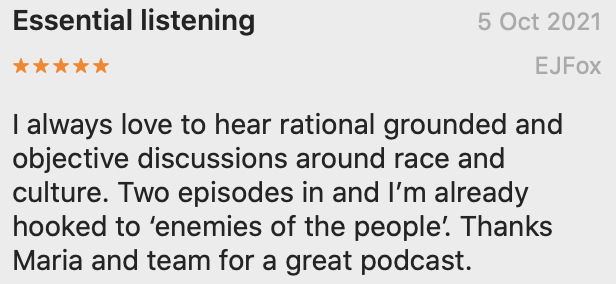 Essential listening
5 Oct 2021
EJFox
I always love to hear rational grounded and
objective discussions around race and
culture. Two episodes in and I’m already
hooked to ‘enemies of the people’. Thanks
Maria and team for a great podcast.